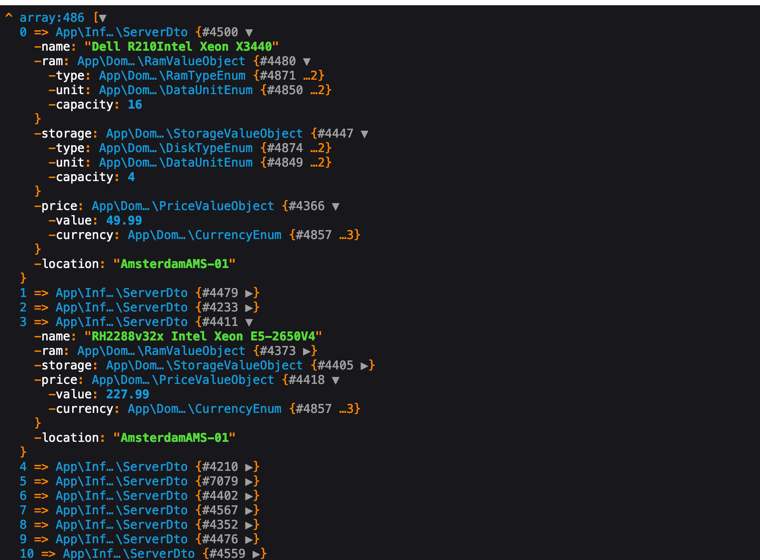 ^ array:486 [▼
0 => App\Inf…\ServerDto {#4500 ▼
-name: "Dell R210Intel Xeon X3440"
-ram: App\Dom…\RamValueObject {#4480 ▼
-type: App\Dom…\RamTypeEnum {#4871 …2}
-unit: App\Dom…\DataUnitEnum {#4850 …2}
-capacity: 16
}
-storage: App\Dom…\StorageValueObject {#4447 ▼
-type: App\Dom…\DiskTypeEnum {#4874 …2}
-unit: App\Dom…\DataUnitEnum {#4849 …2}
-capacity: 4
}
-price: App\Dom…\PriceValueObject {#4366 ▼
-value: 49.99
-currency: App\Dom…\CurrencyEnum {#4857 …3}
}
-location: "AmsterdamAMS-01"
}
1 => App\Inf…\ServerDto {#4479 ▶}
2 => App\Inf…\ServerDto {#4233 ▶}
3 => App\Inf…\ServerDto {#4411 ▼
-name: "RH2288v32x Intel Xeon E5-2650V4"
-ram: App\Dom…\RamValueObject {#4373 ▶}
-storage: App\Dom…\StorageValueObject {#4405 ▶}
-price: App\Dom…\PriceValueObject {#4418 ▼
-value: 227.99
-currency: App\Dom…\CurrencyEnum {#4857 …3}
}
-location: "AmsterdamAMS-01"
}
4 => App\Inf…\ServerDto {#4210 ▶}
5 => App\Inf…\ServerDto {#7079 ▶}
6 => App\Inf…\ServerDto {#4402 ▶}
7 => App\Inf…\ServerDto {#4567 ▶}
8 => App\Inf…\ServerDto {#4352 ▶}
9 => App\Inf…\ServerDto {#4476 ▶}
10 => App\Inf…\ServerDto {#4559 ▶}